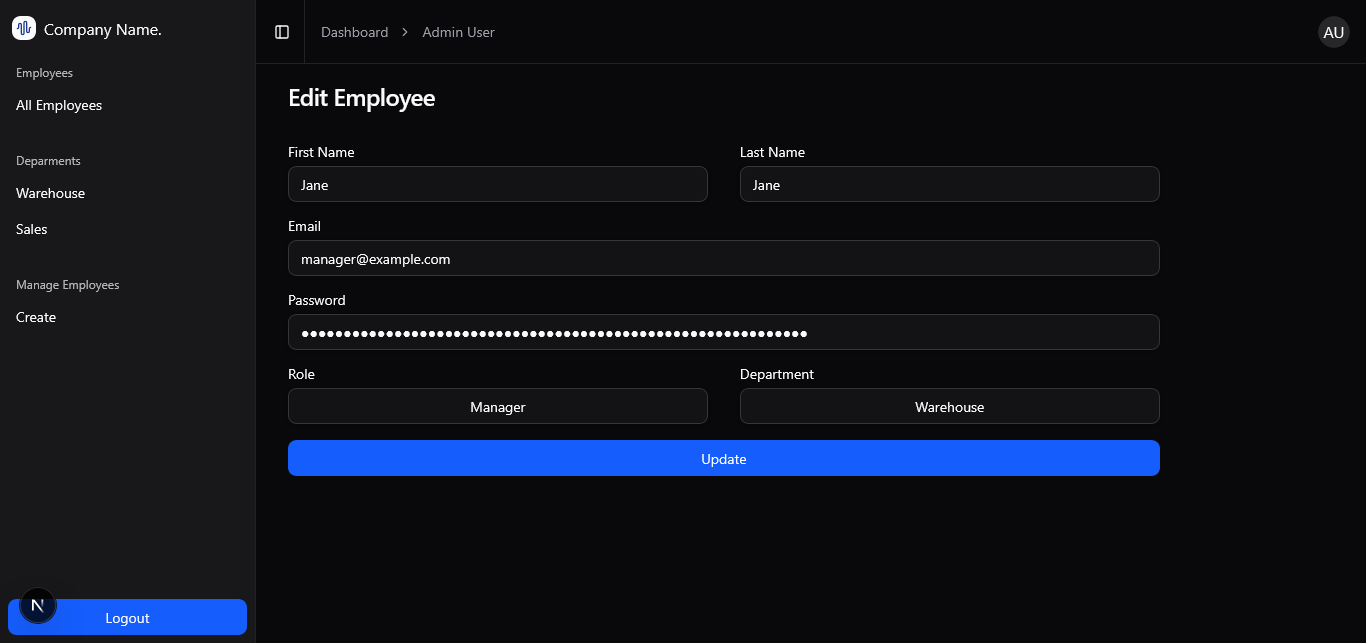 Company Name.
Employees
All Employees
Deparments
Warehouse
Sales
Manage Employees
Create
N
Logout
Dashboard > Admin User
AU
Edit Employee
First Name
Last Name
Jane
Jane
Email
manager@example.com
Password
Role
Department
Manager
Warehouse
Update